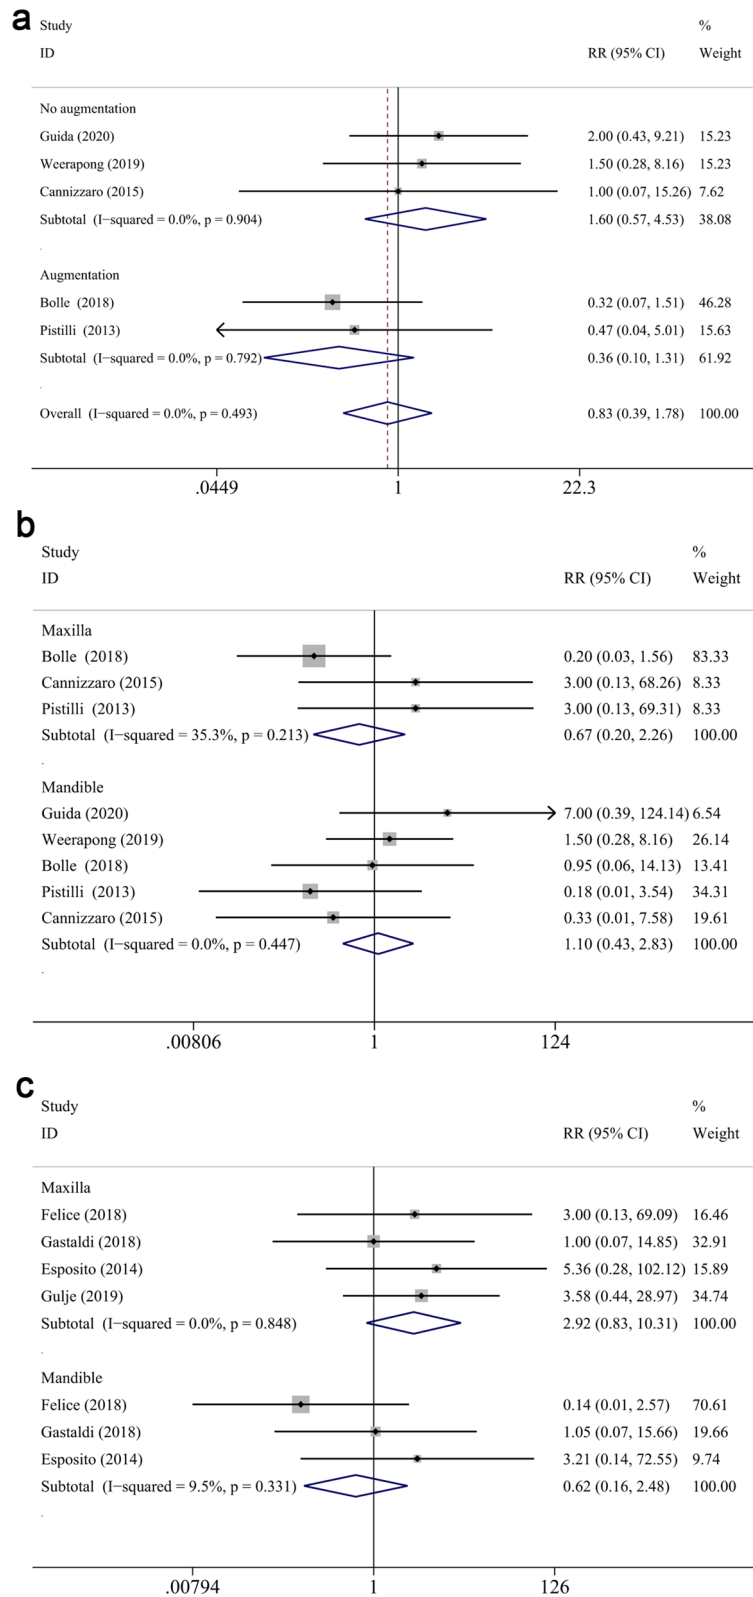 a
Study %
ID RR (95% CI) Weight
No augmentation
Guida (2020) 2.00 (0.43, 9.21) 15.23
Weerapong (2019) 1.50 (0.28, 8.16) 15.23
Cannizzaro (2015) 1.00 (0.07, 15.26) 7.62
Subtotal (I−squared = 0.0%, p = 0.904) 1.60 (0.57, 4.53) 38.08
.
Augmentation
Bolle (2018) 0.32 (0.07, 1.51) 46.28
Pistilli (2013) 0.47 (0.04, 5.01) 15.63
Subtotal (I−squared = 0.0%, p = 0.792) 0.36 (0.10, 1.31) 61.92
.
Overall (I−squared = 0.0%, p = 0.493) 0.83 (0.39, 1.78) 100.00
.0449 1 22.3
b
Study %
ID RR (95% CI) Weight
Maxilla
Bolle (2018) 0.20 (0.03, 1.56) 83.33
Cannizzaro (2015) 3.00 (0.13, 68.26) 8.33
Pistilli (2013) 3.00 (0.13, 69.31) 8.33
Subtotal (I−squared = 35.3%, p = 0.213) 0.67 (0.20, 2.26) 100.00
.
Mandible
Guida (2020) 7.00 (0.39, 124.14) 6.54
Weerapong (2019) 1.50 (0.28, 8.16) 26.14
Bolle (2018) 0.95 (0.06, 14.13) 13.41
Pistilli (2013) 0.18 (0.01, 3.54) 34.31
Cannizzaro (2015) 0.33 (0.01, 7.58) 19.61
Subtotal (I−squared = 0.0%, p = 0.447) 1.10 (0.43, 2.83) 100.00
.
.00806 1 124
c
Study %
ID RR (95% CI) Weight
Maxilla
Felice (2018) 3.00 (0.13, 69.09) 16.46
Gastaldi (2018) 1.00 (0.07, 14.85) 32.91
Esposito (2014) 5.36 (0.28, 102.12) 15.89
Gulje (2019) 3.58 (0.44, 28.97) 34.74
Subtotal (I−squared = 0.0%, p = 0.848) 2.92 (0.83, 10.31) 100.00
.
Mandible
Felice (2018) 0.14 (0.01, 2.57) 70.61
Gastaldi (2018) 1.05 (0.07, 15.66) 19.66
Esposito (2014) 3.21 (0.14, 72.55) 9.74
Subtotal (I−squared = 9.5%, p = 0.331) 0.62 (0.16, 2.48) 100.00
.
.00794 1 126